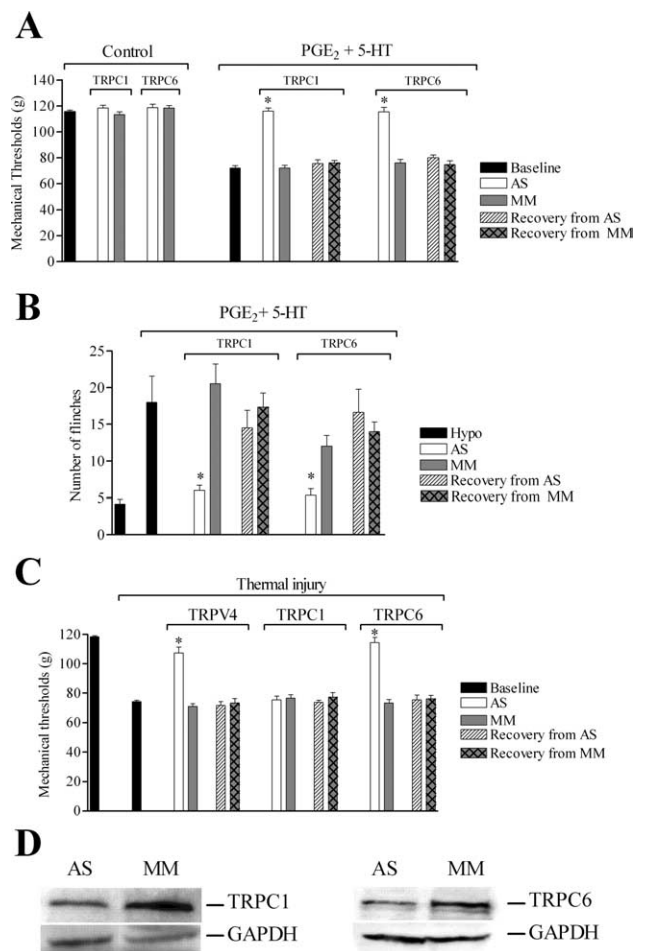 A
Control
PGE2 + 5-HT
TRPC1 TRPC6 TRPC1 TRPC6
Mechanical Thresholds (g)
140
120
100
80
60
40
20
0
* *
Baseline
AS
MM
Recovery from AS
Recovery from MM
B
PGE2+ 5-HT
TRPC1 TRPC6
Number of flinches
25
20
15
10
5
0
* *
Hypo
AS
MM
Recovery from AS
Recovery from MM
C
Thermal injury
TRPV4 TRPC1 TRPC6
Mechanical thresholds (g)
120
100
80
60
40
20
0
* *
Baseline
AS
MM
Recovery from AS
Recovery from MM
D
AS MM
TRPC1
GAPDH
AS MM
TRPC6
GAPDH